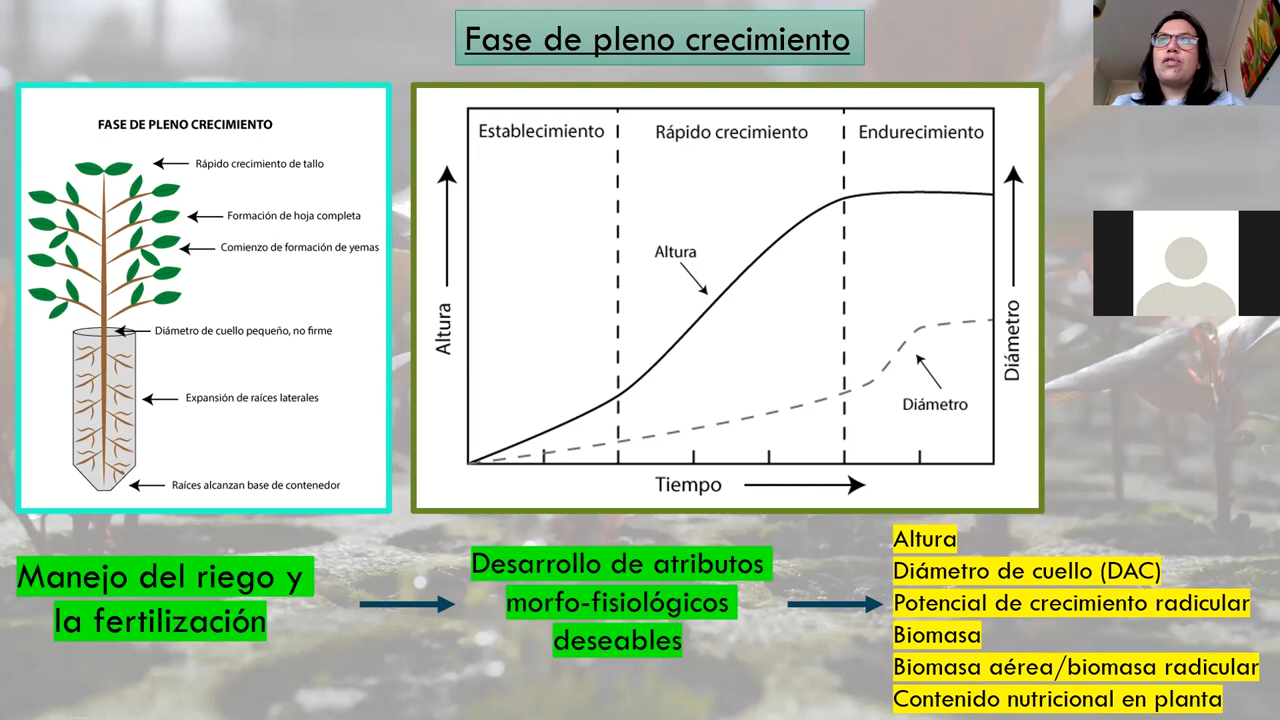 Fase de pleno crecimiento
FASE DE PLENO CRECIMIENTO
Rápido crecimiento de tallo
Formación de hoja completa
Comienzo de formación de yemas
Diámetro de cuello pequeño, no firme
Expansión de raíces laterales
Raíces alcanzan base de contenedor
Establecimiento
Rápido crecimiento
Endurecimiento
Altura
Altura
Diámetro
Diámetro
Tiempo
Manejo del riego y
la fertilización
Desarrollo de atributos
morfo-fisiológicos
deseables
Altura
Diámetro de cuello (DAC)
Potencial de crecimiento radicular
Biomasa
Biomasa aérea/biomasa radicular
Contenido nutricional en planta